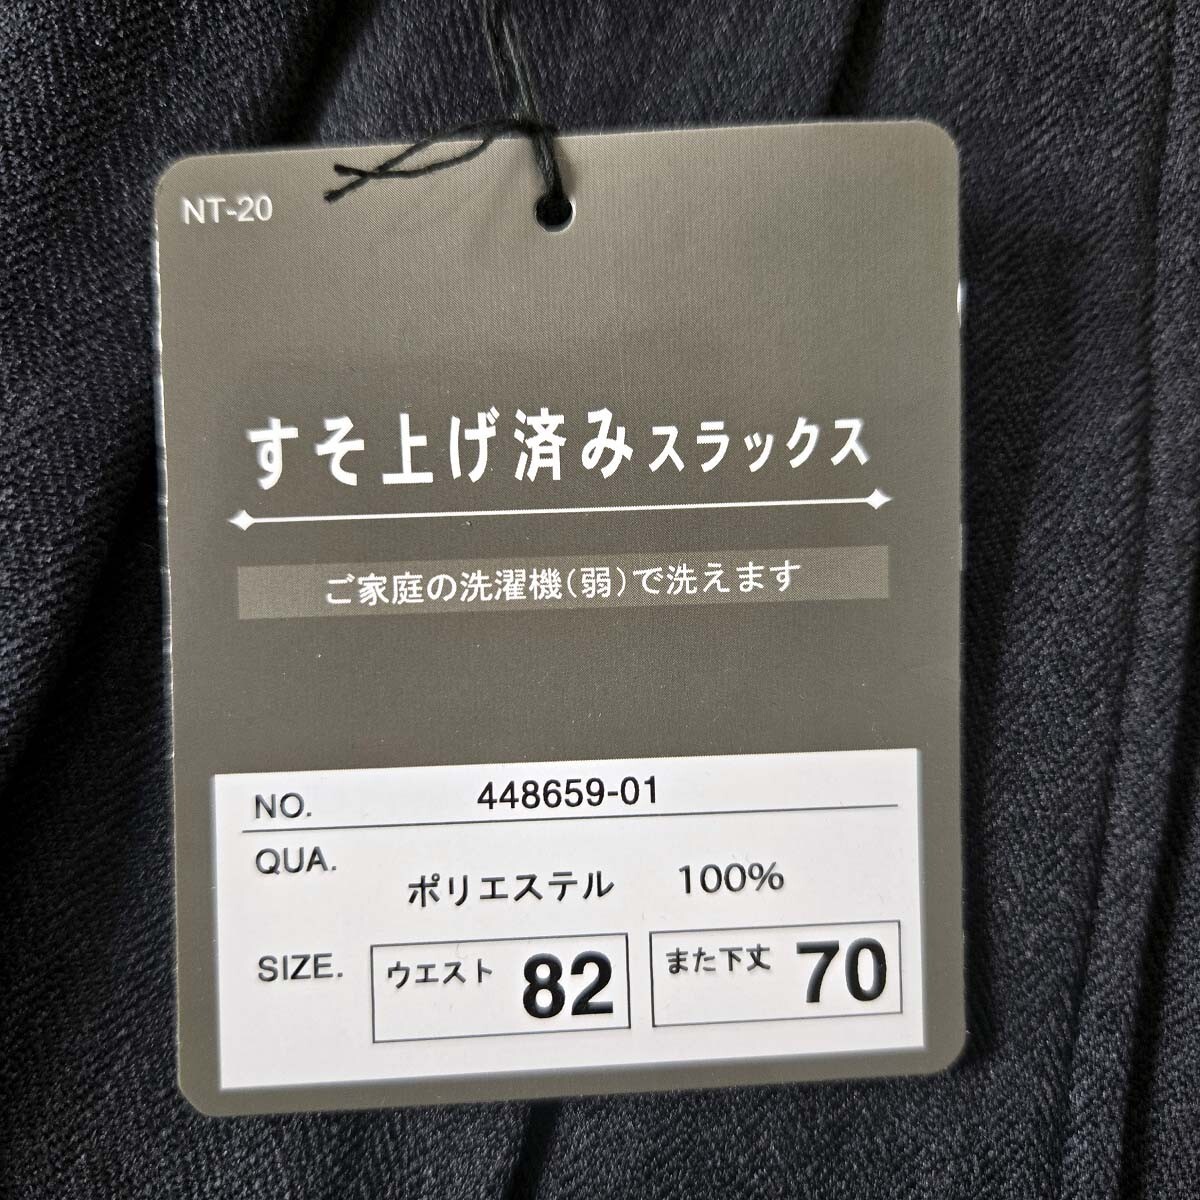 NT-20
すそ上げ済みスラックス
ご家庭の洗濯機(弱)で洗えます
NO. 448659-01
QUA.
ポリエステル 100%
SIZE. ウエスト 82 また下丈 70